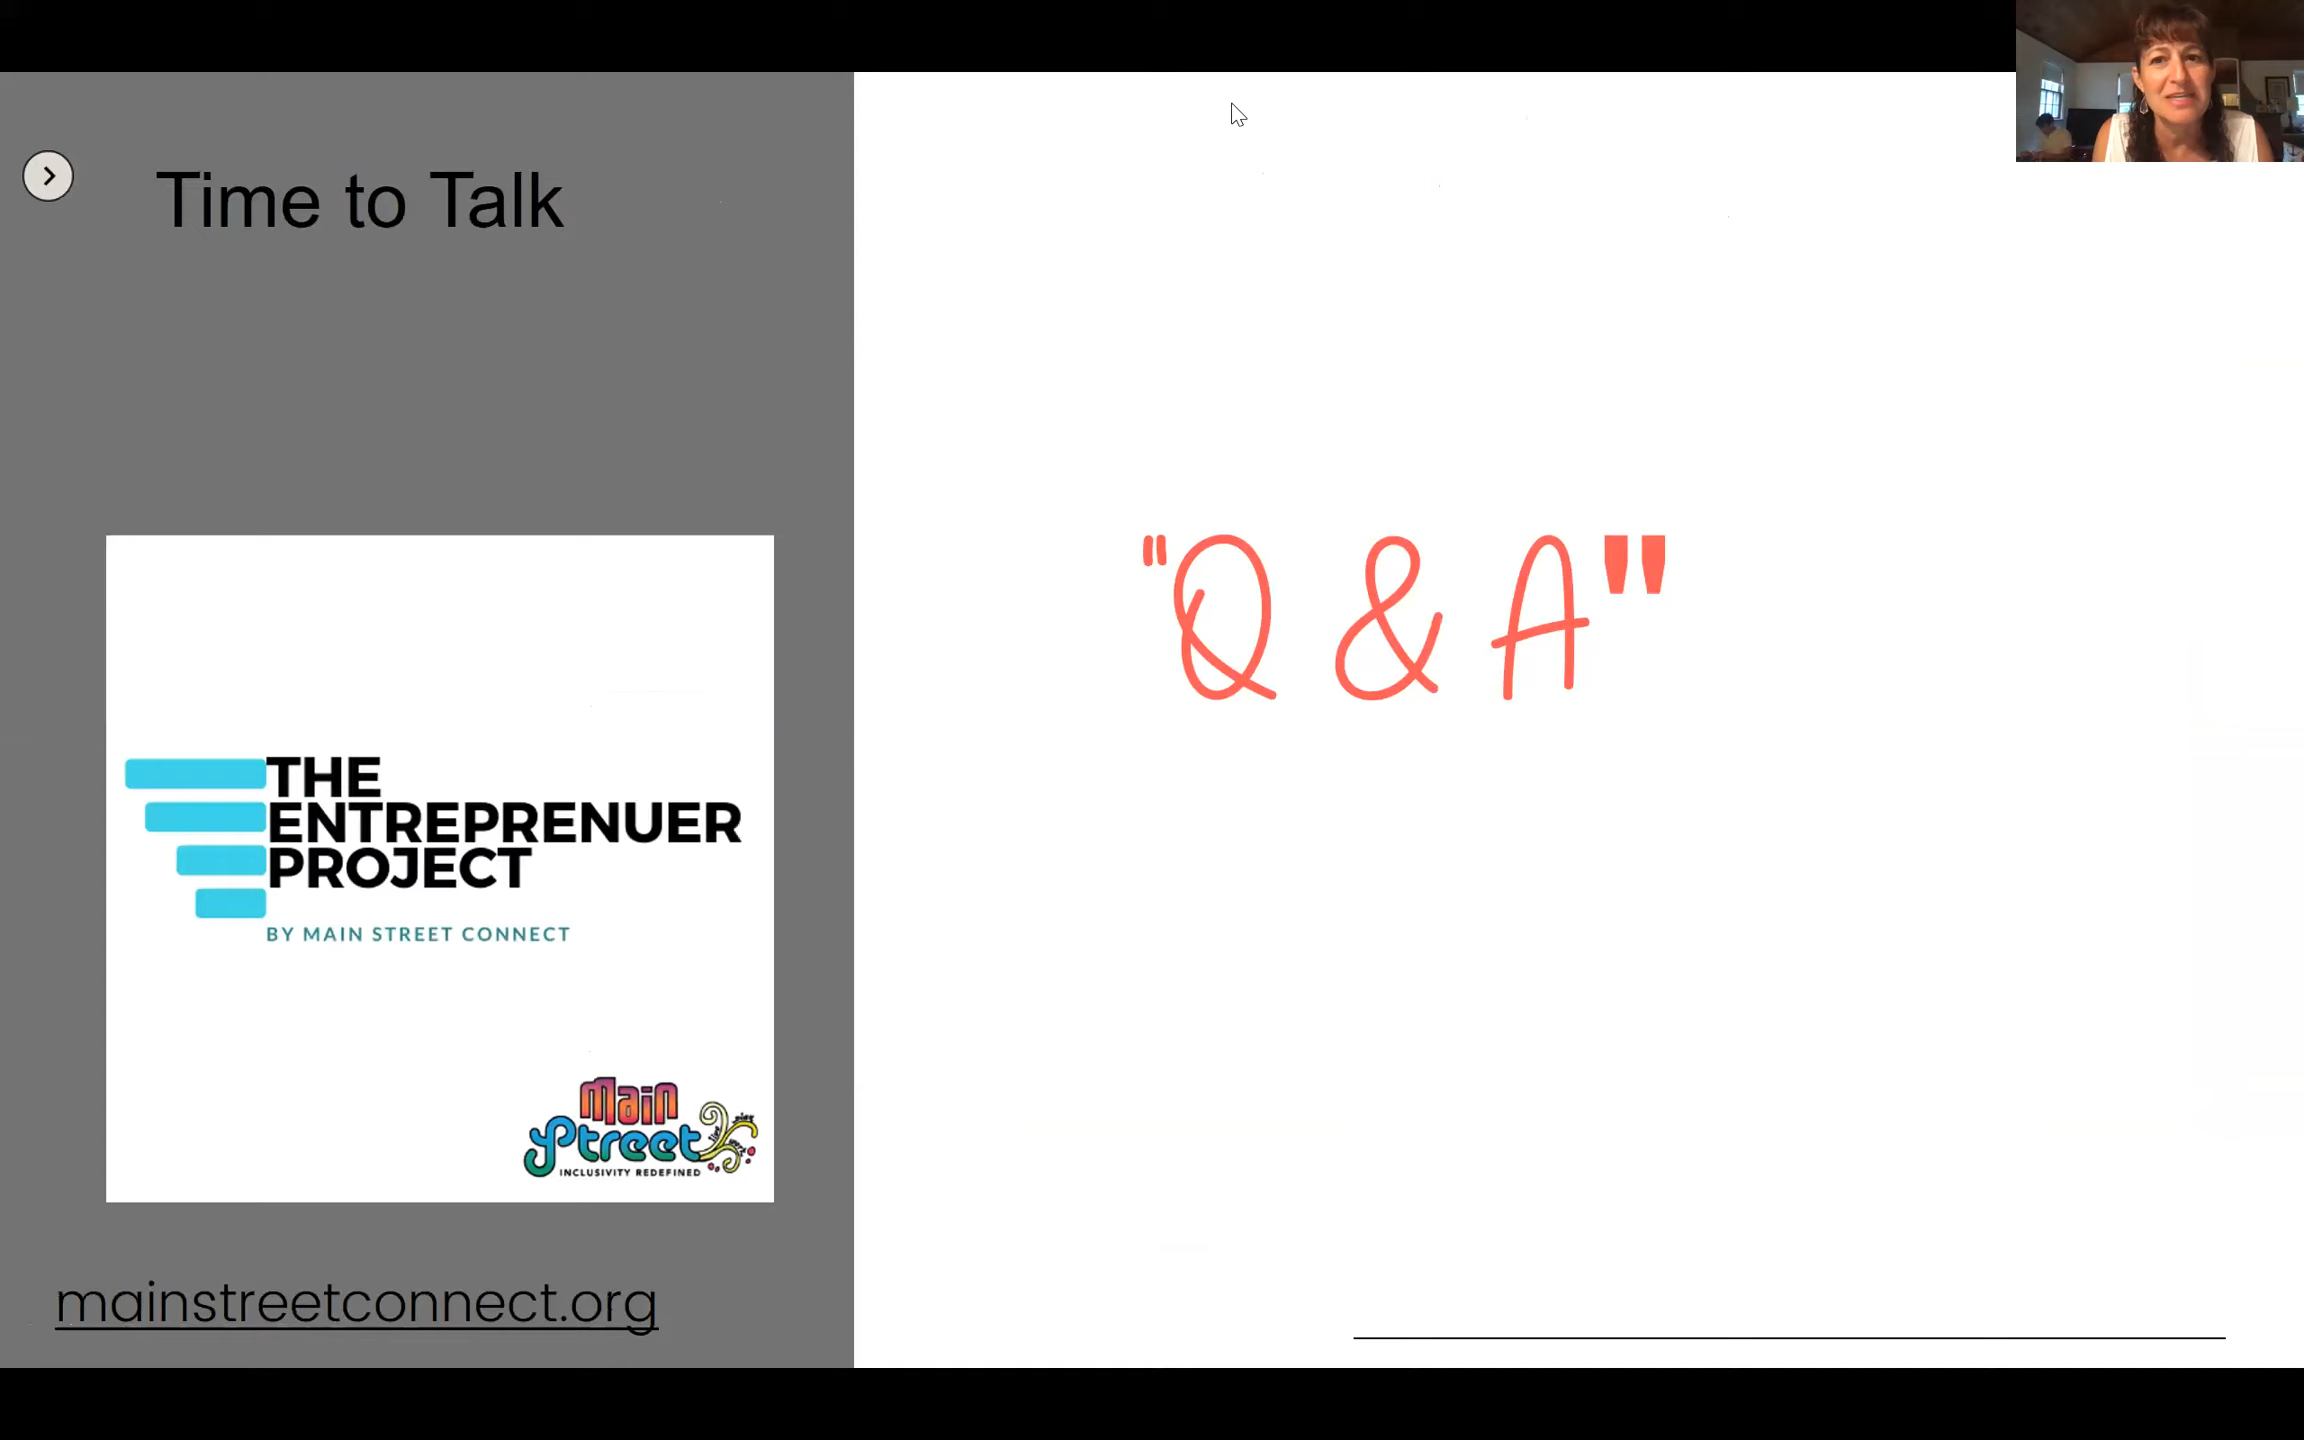 Time to Talk
"Q & A"
THE
ENTREPRENUER
PROJECT
BY MAIN STREET CONNECT
Main
Street
INCLUSIVITY REDEFINED
mainstreetconnect.org